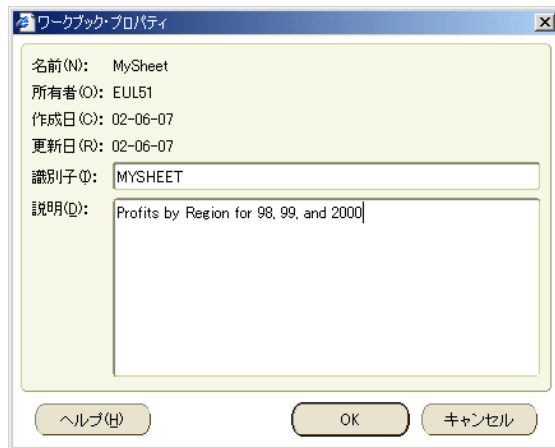 ワークブック・プロパティ
名前(N): MySheet
所有者(O): EUL51
作成日(C): 02-06-07
更新日(R): 02-06-07
識別子(I): MYSHEET
説明(D): Profits by Region for 98, 99, and 2000
ヘルプ(H) OK キャンセル